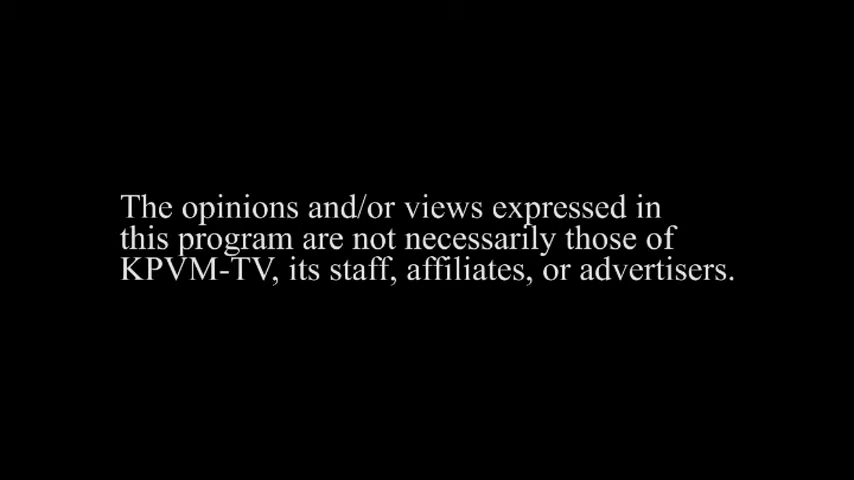 The opinions and/or views expressed in
this program are not necessarily those of
KPVM-TV, its staff, affiliates, or advertisers.